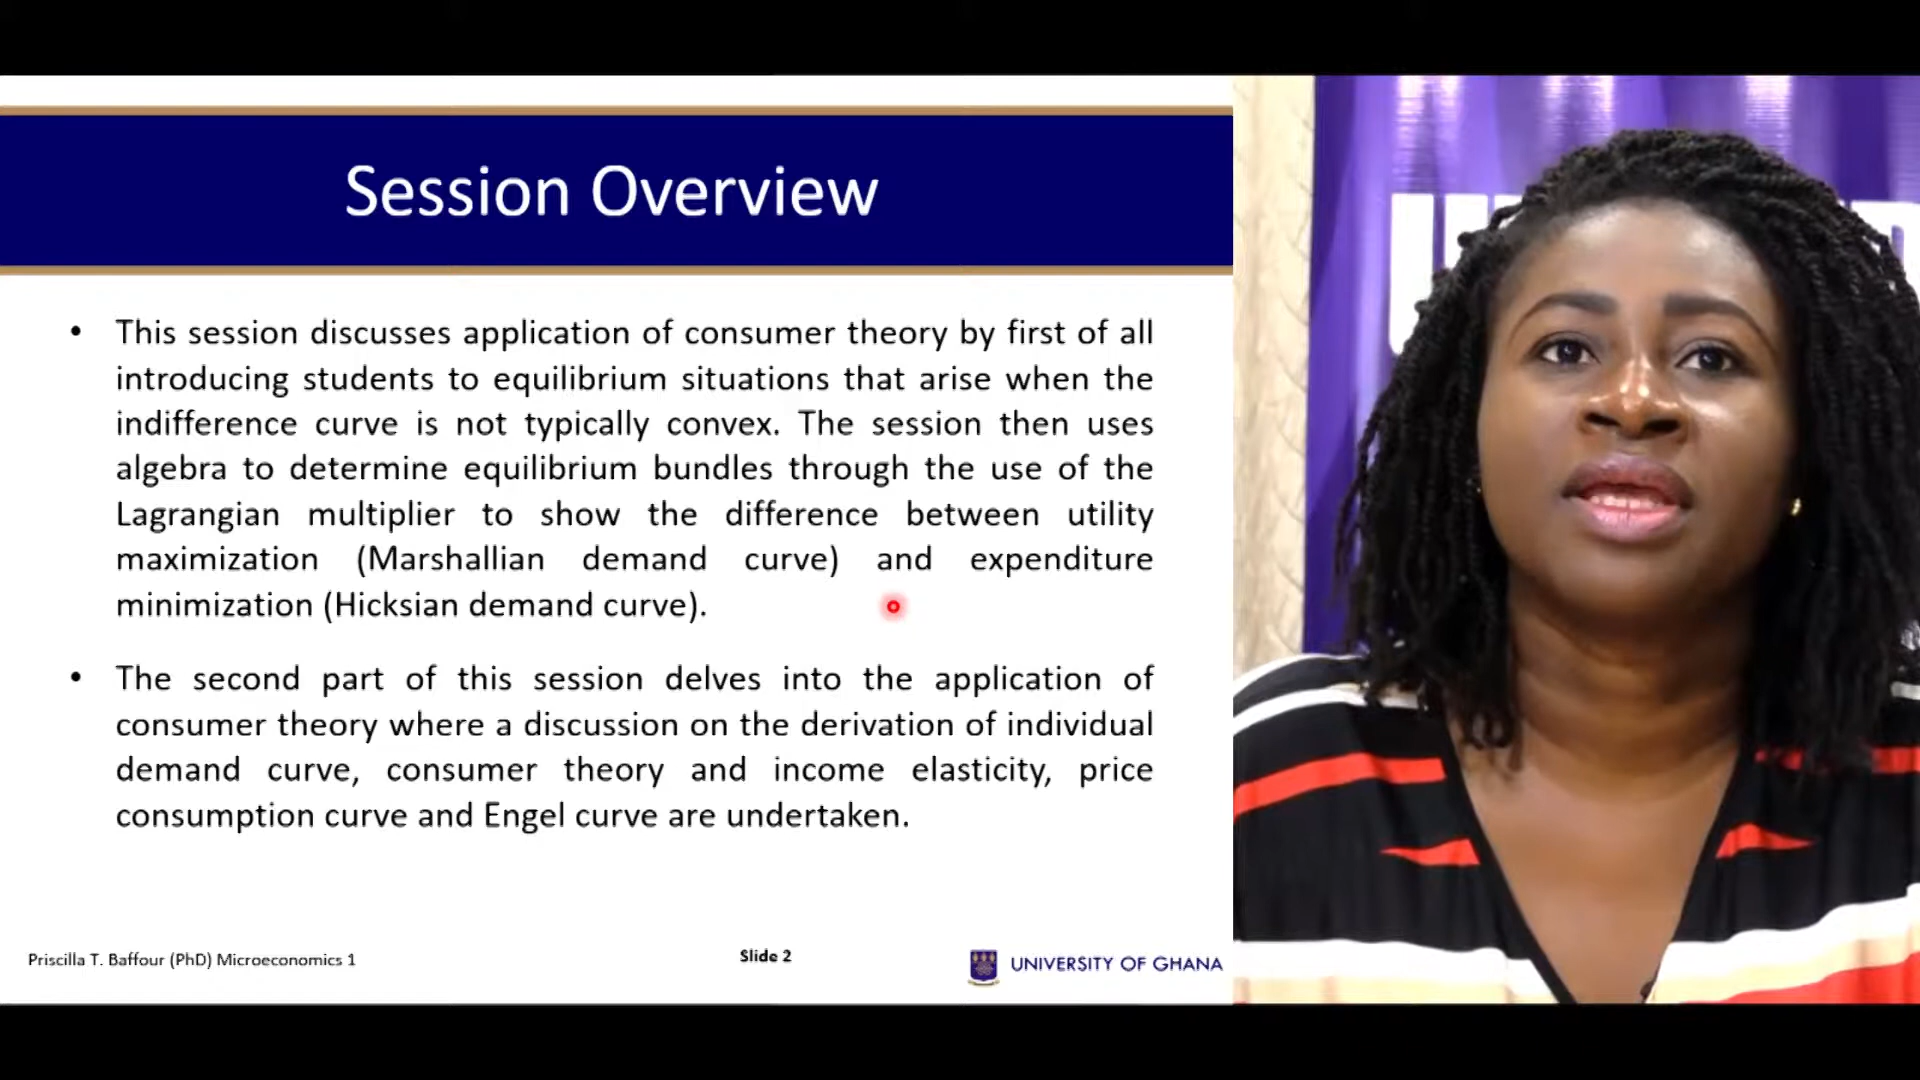 Session Overview
• This session discusses application of consumer theory by first of all
introducing students to equilibrium situations that arise when the
indifference curve is not typically convex. The session then uses
algebra to determine equilibrium bundles through the use of the
Lagrangian multiplier to show the difference between utility
maximization (Marshallian demand curve) and expenditure
minimization (Hicksian demand curve).
• The second part of this session delves into the application of
consumer theory where a discussion on the derivation of individual
demand curve, consumer theory and income elasticity, price
consumption curve and Engel curve are undertaken.
Priscilla T. Baffour (PhD) Microeconomics 1
Slide 2
UNIVERSITY OF GHANA